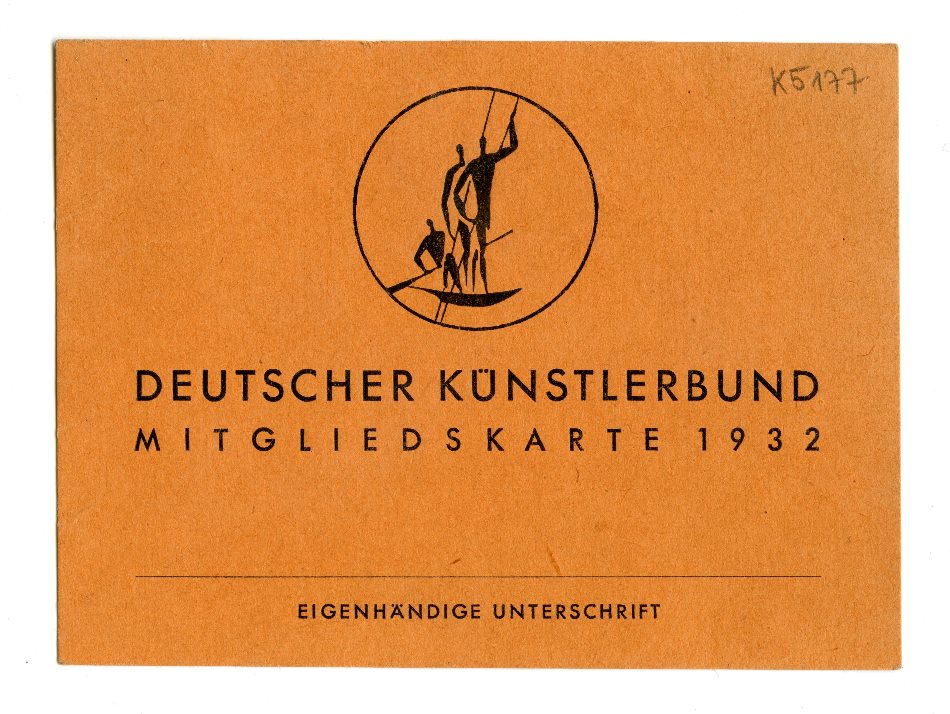 K5177
DEUTSCHER KÜNSTLERBUND
MITGLIEDSKARTE 1932
EIGENHÄNDIGE UNTERSCHRIFT